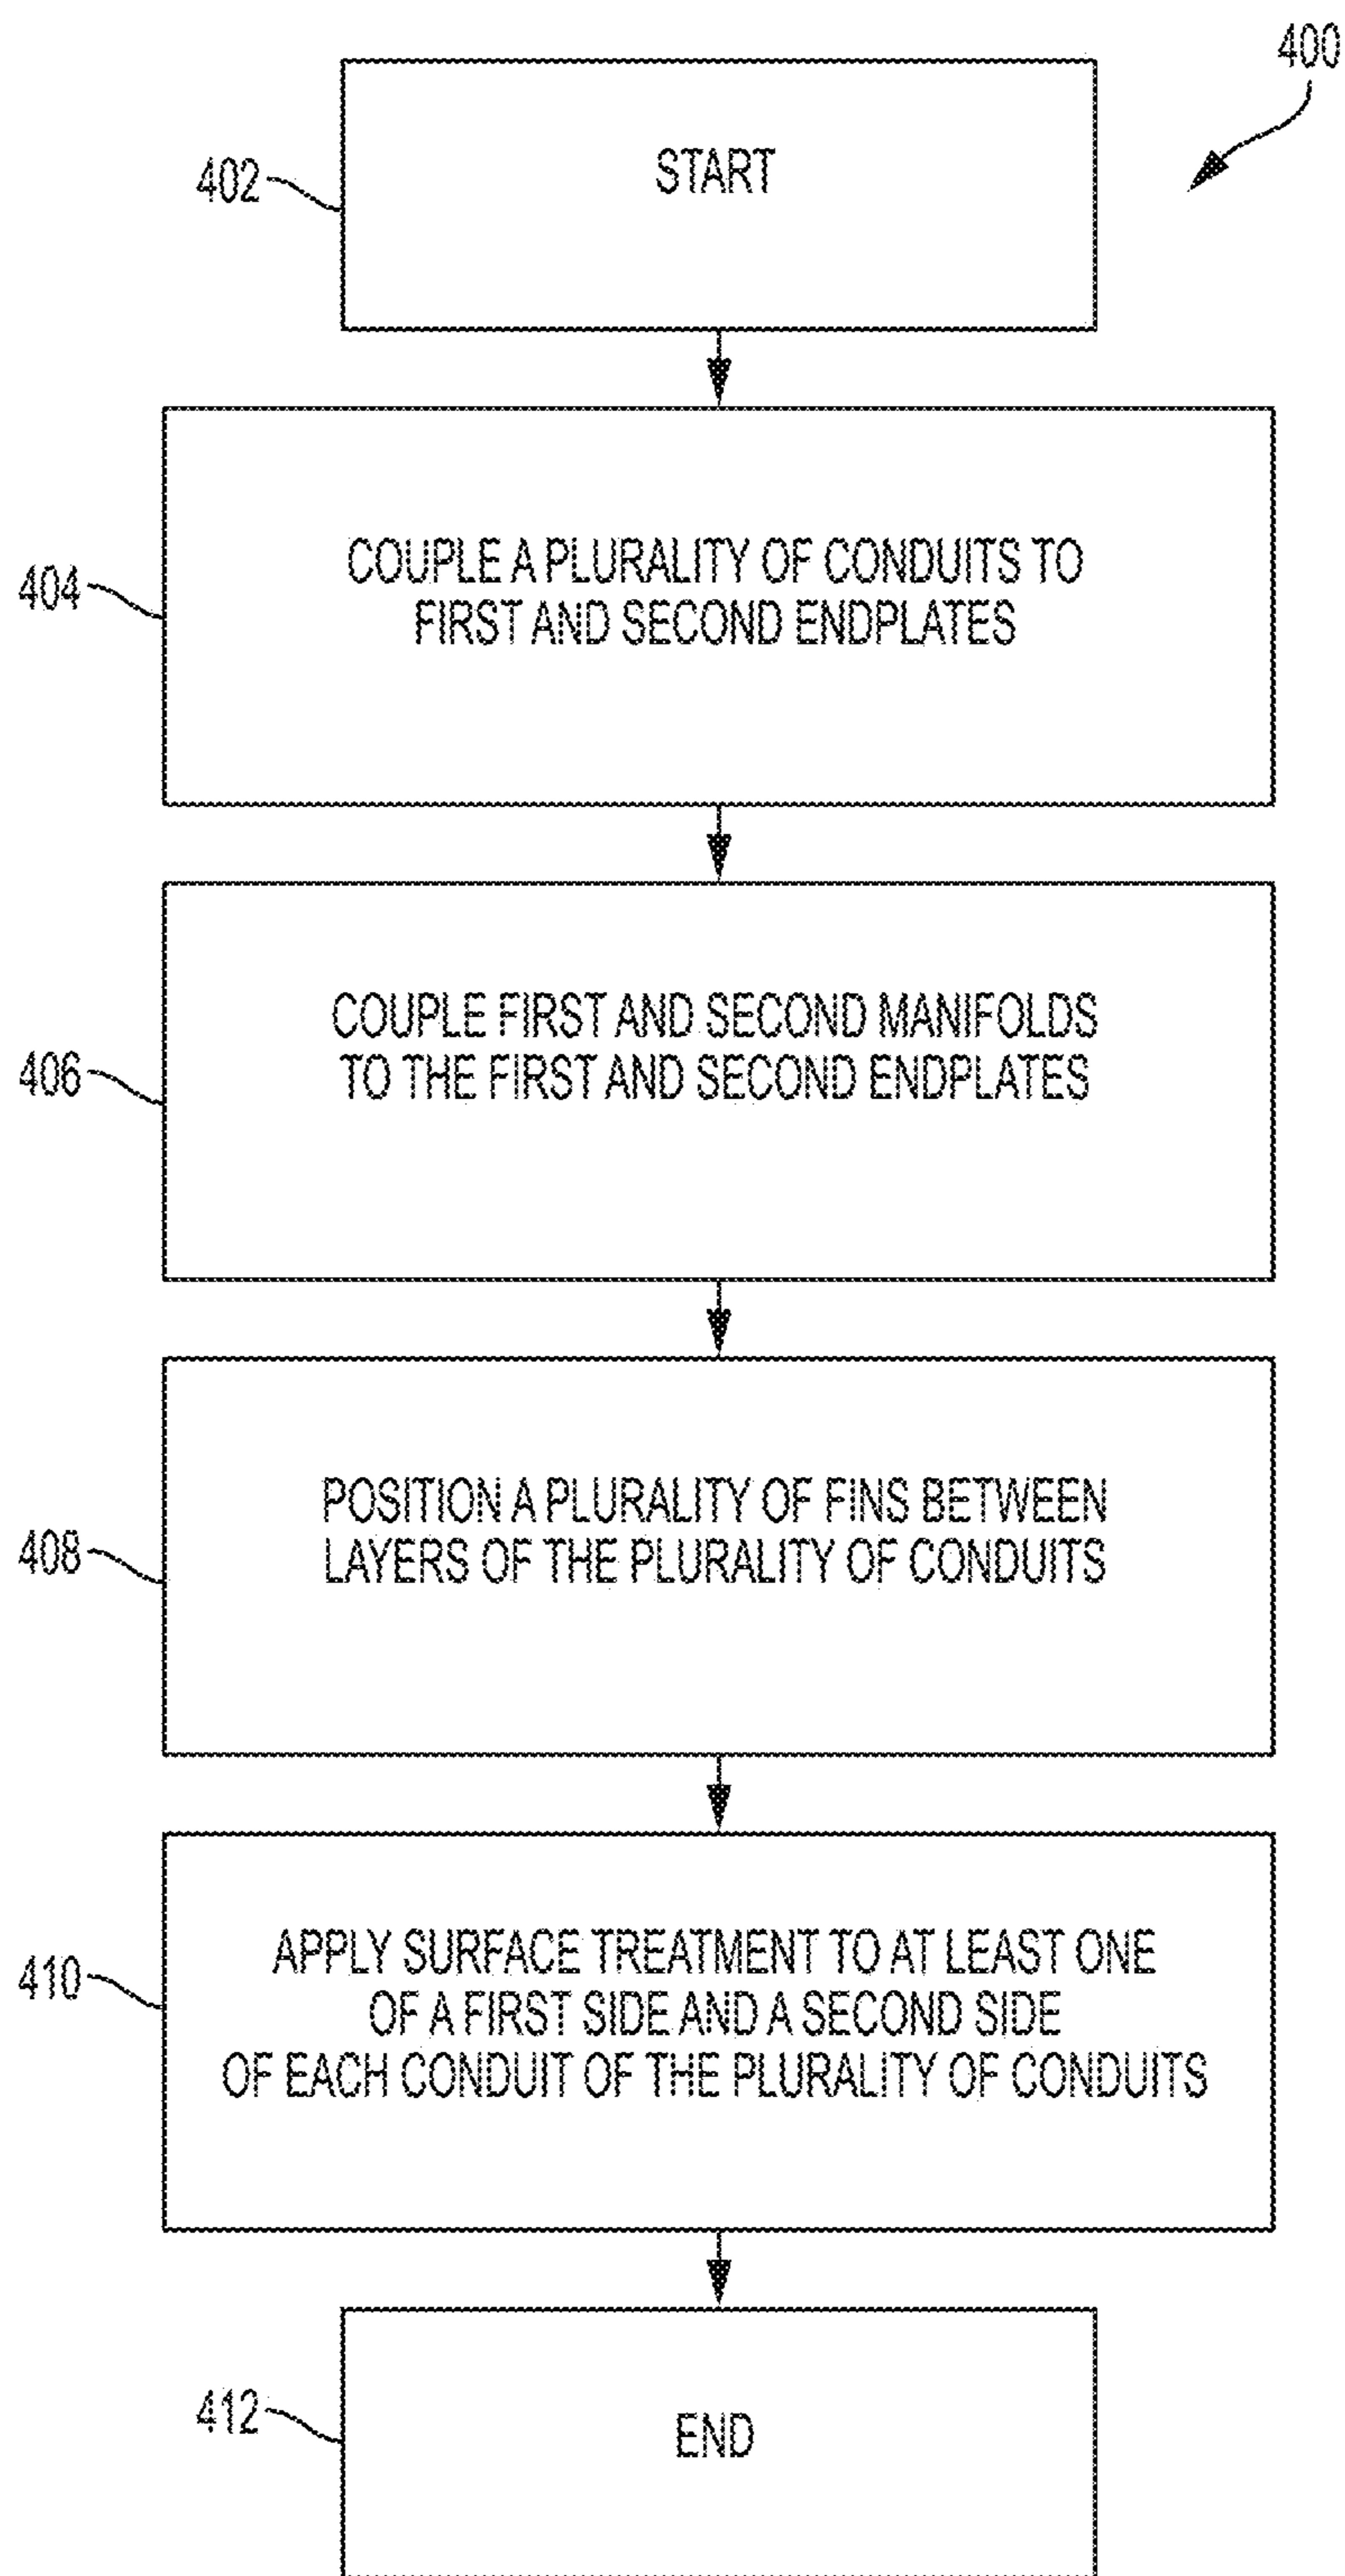 400
402
START
404
COUPLE A PLURALITY OF CONDUITS TO
FIRST AND SECOND ENDPLATES
406
COUPLE FIRST AND SECOND MANIFOLDS
TO THE FIRST AND SECOND ENDPLATES
408
POSITION A PLURALITY OF FINS BETWEEN
LAYERS OF THE PLURALITY OF CONDUITS
410
APPLY SURFACE TREATMENT TO AT LEAST ONE
OF A FIRST SIDE AND A SECOND SIDE
OF EACH CONDUIT OF THE PLURALITY OF CONDUITS
412
END